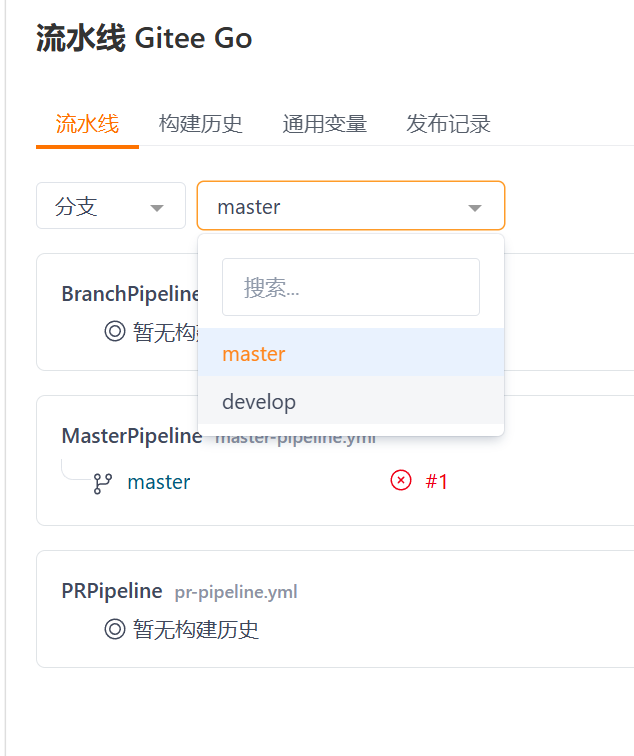 流水线 Gitee Go
流水线 构建历史 通用变量 发布记录
分支 master
搜索...
master
develop
BranchPipeline
暂无构
MasterPipeline master-pipeline.yml
master #1
PRPipeline pr-pipeline.yml
暂无构建历史